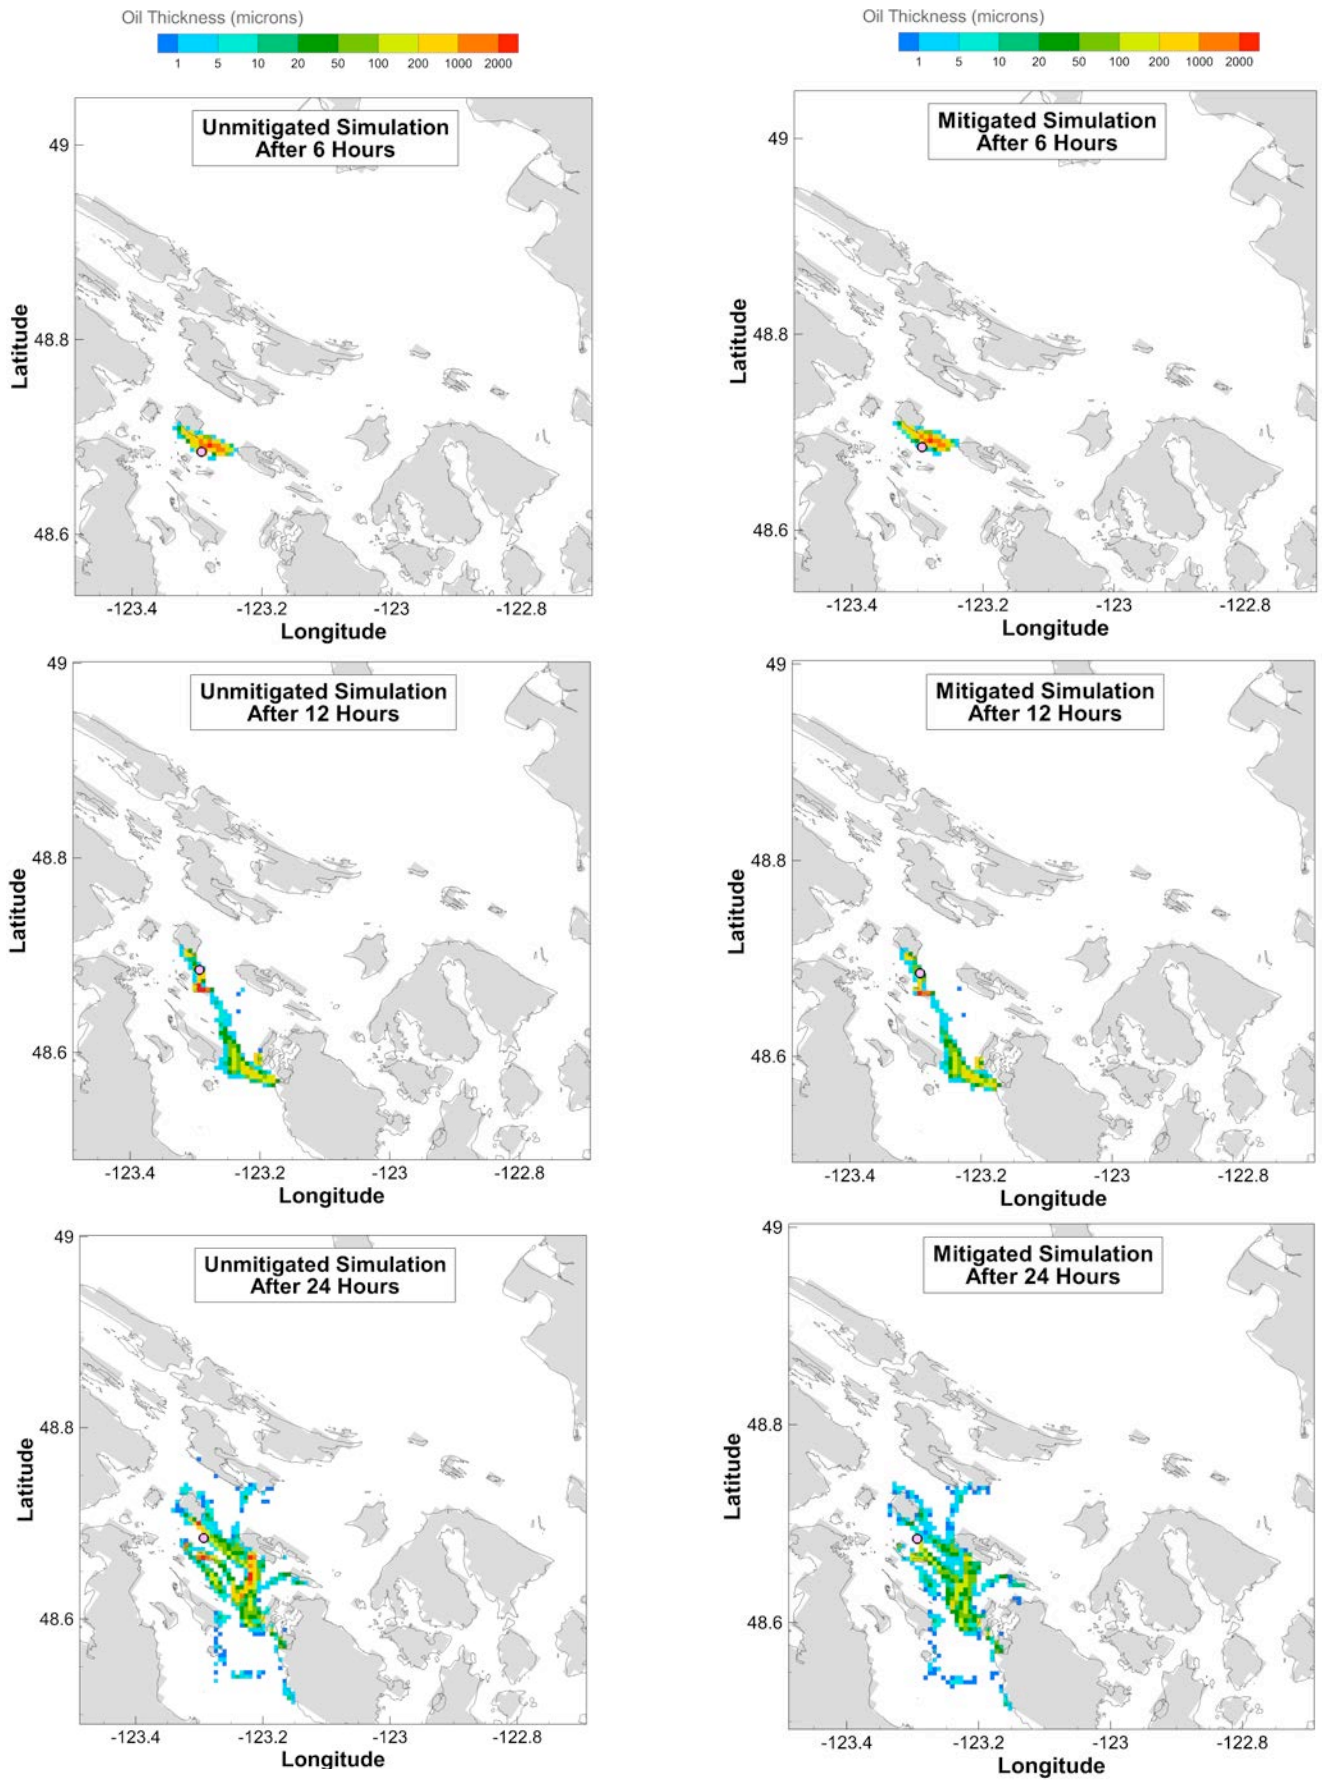 Oil Thickness (microns)
1 5 10 20 50 100 200 1000 2000
Oil Thickness (microns)
1 5 10 20 50 100 200 1000 2000
Unmitigated Simulation
After 6 Hours
49
48.8
48.6
Latitude
-123.4 -123.2 -123 -122.8
Longitude
Mitigated Simulation
After 6 Hours
49
48.8
48.6
Latitude
-123.4 -123.2 -123 -122.8
Longitude
Unmitigated Simulation
After 12 Hours
49
48.8
48.6
Latitude
-123.4 -123.2 -123 -122.8
Longitude
Mitigated Simulation
After 12 Hours
49
48.8
48.6
Latitude
-123.4 -123.2 -123 -122.8
Longitude
Unmitigated Simulation
After 24 Hours
49
48.8
48.6
Latitude
-123.4 -123.2 -123 -122.8
Longitude
Mitigated Simulation
After 24 Hours
49
48.8
48.6
Latitude
-123.4 -123.2 -123 -122.8
Longitude